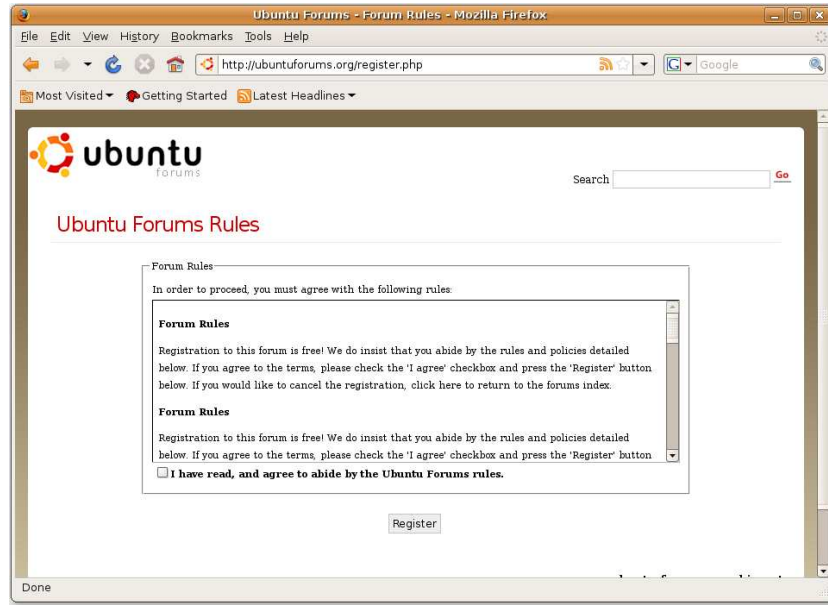 Ubuntu Forums - Forum Rules - Mozilla Firefox
File Edit View History Bookmarks Tools Help
http://ubuntuforums.org/register.php
G Google
Most Visited Getting Started Latest Headlines
ubuntu
forums
Search Go
Ubuntu Forums Rules
Forum Rules
In order to proceed, you must agree with the following rules:
Forum Rules
Registration to this forum is free! We do insist that you abide by the rules and policies detailed
below. If you agree to the terms, please check the 'I agree' checkbox and press the 'Register' button
below. If you would like to cancel the registration, click here to return to the forums index.
Forum Rules
Registration to this forum is free! We do insist that you abide by the rules and policies detailed
below. If you agree to the terms, please check the 'I agree' checkbox and press the 'Register' button
I have read, and agree to abide by the Ubuntu Forums rules.
Register
Done